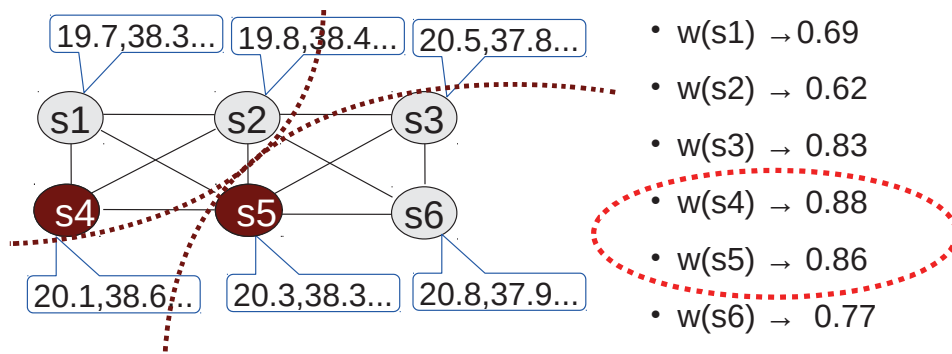 19.7,38.3...
19.8,38.4...
20.5,37.8...
s1
s2
s3
s4
s5
s6
20.1,38.6...
20.3,38.3...
20.8,37.9...
• w(s1) →0.69
• w(s2) → 0.62
• w(s3) → 0.83
• w(s4) → 0.88
• w(s5) → 0.86
• w(s6) → 0.77